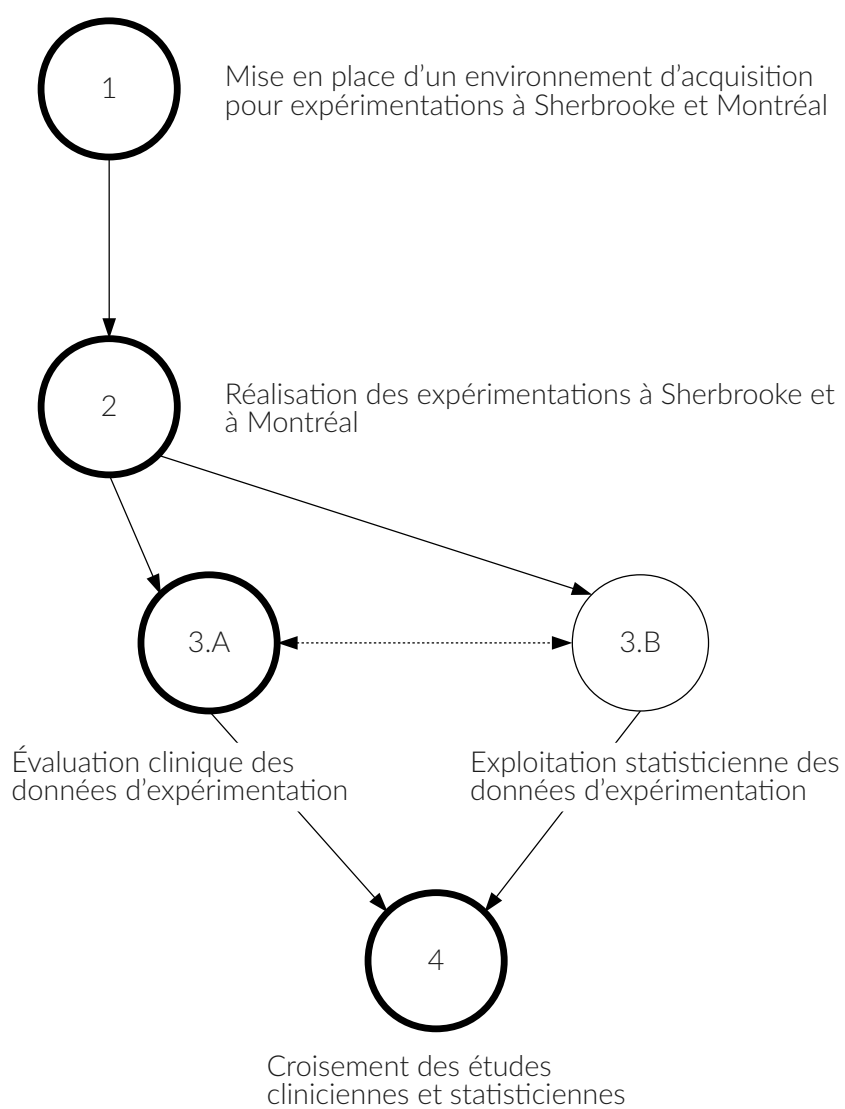 1
Mise en place d’un environnement d’acquisition
pour expérimentations à Sherbrooke et Montréal
2
Réalisation des expérimentations à Sherbrooke et
à Montréal
3.A
3.B
Évaluation clinique des
données d’expérimentation
Exploitation statisticienne des
données d’expérimentation
4
Croisement des études
cliniciennes et statisticiennes